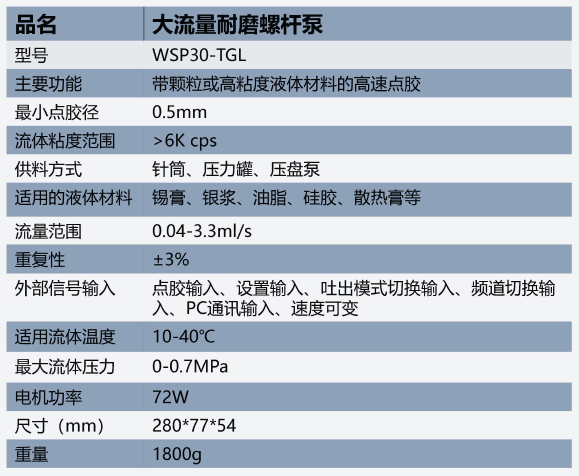 品名 大流量耐磨螺杆泵
型号 WSP30-TGL
主要功能 带颗粒或高粘度液体材料的高速点胶
最小点胶径 0.5mm
流体粘度范围 >6K cps
供料方式 针筒、压力罐、压盘泵
适用的液体材料 锡膏、银浆、油脂、硅胶、散热膏等
流量范围 0.04-3.3ml/s
重复性 ±3%
外部信号输入 点胶输入、设置输入、吐出模式切换输入、频道切换输
入、PC通讯输入、速度可变
适用流体温度 10-40℃
最大流体压力 0-0.7MPa
电机功率 72W
尺寸（mm） 280*77*54
重量 1800g